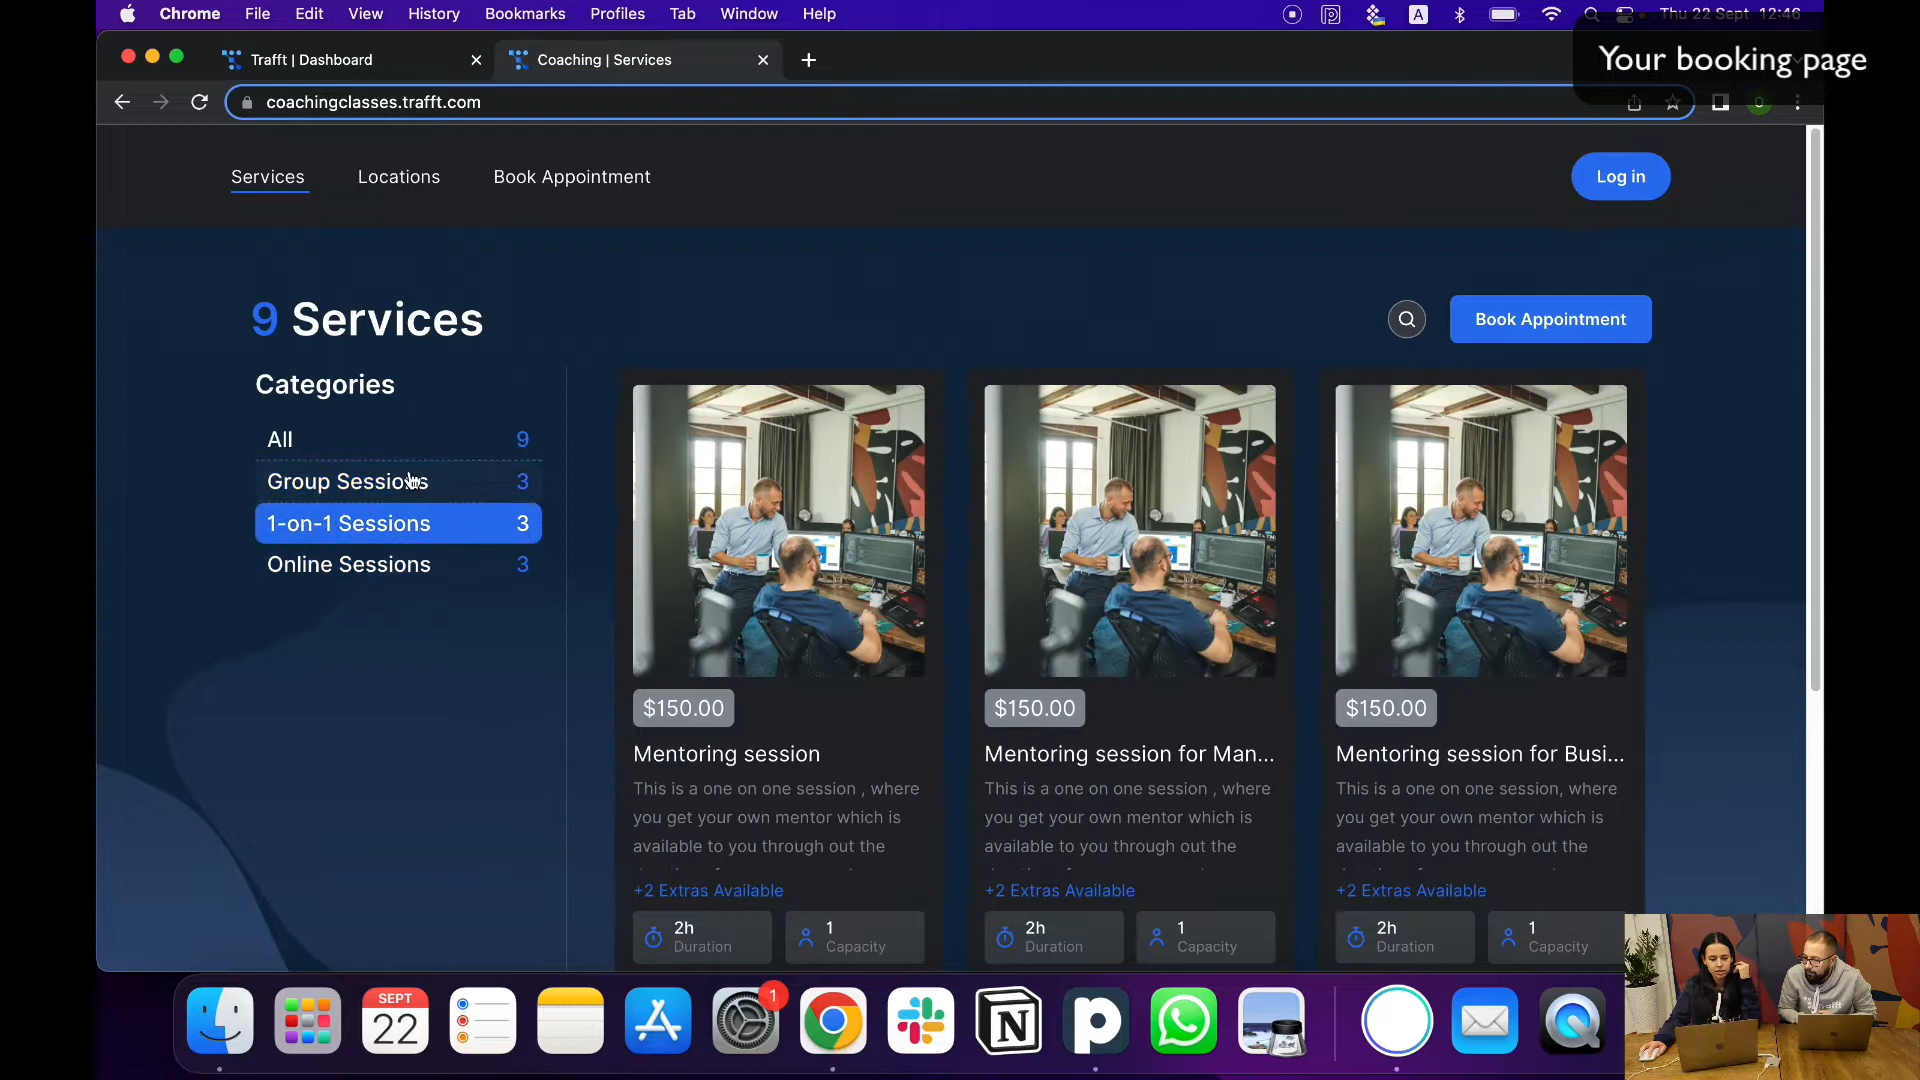 Chrome File Edit View History Bookmarks Profiles Tab Window Help
A
Thu 22 Sept 12:46
Your booking page
Trafft | Dashboard
Coaching | Services
coachingclasses.trafft.com
Services Locations Book Appointment
Log in
9 Services
Book Appointment
Categories
All 9
Group Sessions 3
1-on-1 Sessions 3
Online Sessions 3
$150.00
Mentoring session
This is a one on one session , where
you get your own mentor which is
available to you through out the
+2 Extras Available
2h
Duration
1
Capacity
$150.00
Mentoring session for Man...
This is a one on one session , where
you get your own mentor which is
available to you through out the
+2 Extras Available
2h
Duration
1
Capacity
$150.00
Mentoring session for Busi...
This is a one on one session, where
you get your own mentor which is
available to you through out the
+2 Extras Available
2h
Duration
1
Capacity
SEPT
22
1